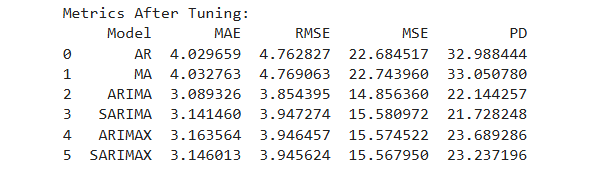 Metrics After Tuning:
Model MAE RMSE MSE PD
0 AR 4.029659 4.762827 22.684517 32.988444
1 MA 4.032763 4.769063 22.743960 33.050780
2 ARIMA 3.089326 3.854395 14.856360 22.144257
3 SARIMA 3.141460 3.947274 15.580972 21.728248
4 ARIMAX 3.163564 3.946457 15.574522 23.689286
5 SARIMAX 3.146013 3.945624 15.567950 23.237196